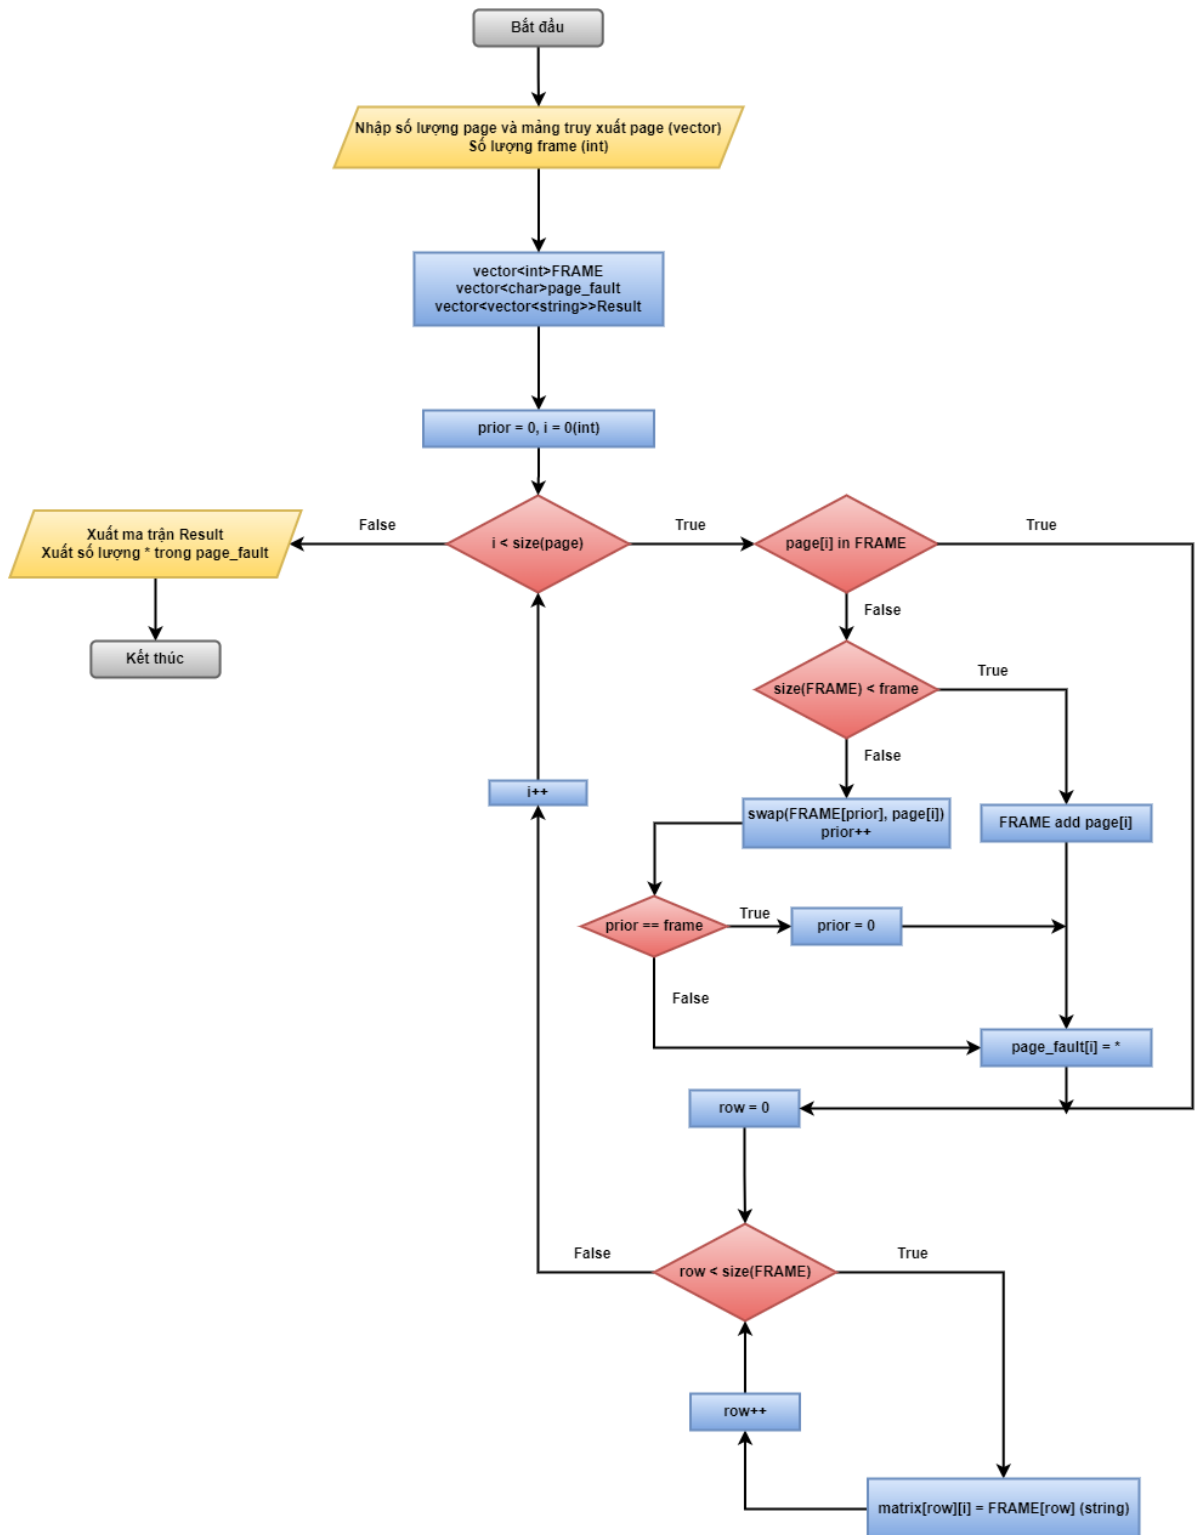 Bắt đầu
Nhập số lượng page và mảng truy xuất page (vector)
Số lượng frame (int)
vector<int>FRAME
vector<char>page_fault
vector<vector<string>>Result
prior = 0, i = 0(int)
i < size(page)
False
True
Xuất ma trận Result
Xuất số lượng * trong page_fault
Kết thúc
page[i] in FRAME
True
False
size(FRAME) < frame
True
False
swap(FRAME[prior], page[i])
prior++
FRAME add page[i]
prior == frame
True
prior = 0
False
page_fault[i] = *
row = 0
row < size(FRAME)
False
True
i++
row++
matrix[row][i] = FRAME[row] (string)